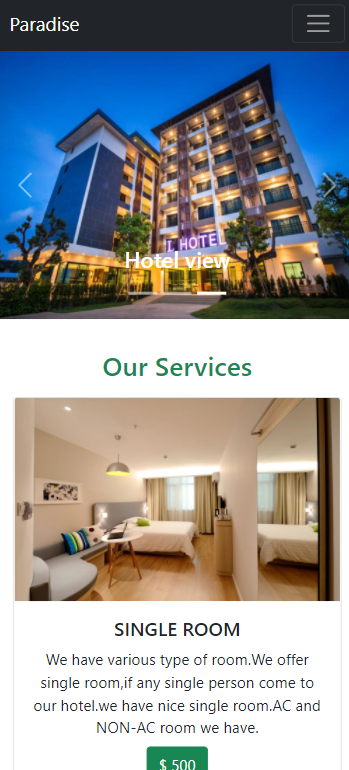 Paradise
L HOTEL
Hotel view
Our Services
SINGLE ROOM
We have various type of room.We offer
single room,if any single person come to
our hotel.we have nice single room.AC and
NON-AC room we have.
$ 500